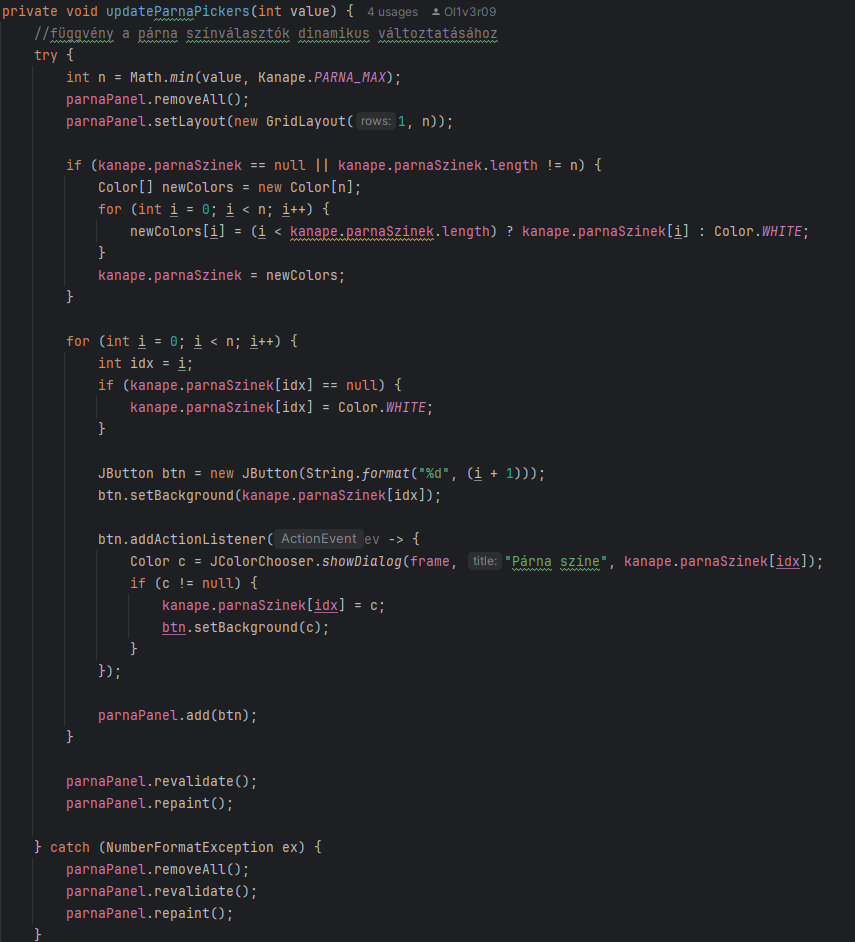 private void updateParnaPickers(int value) { 4 usages Ol1v3r09
//függvény a párna színválasztók dinamikus változtatásához
try {
int n = Math.min(value, Kanape.PARNA_MAX);
parnaPanel.removeAll();
parnaPanel.setLayout(new GridLayout( rows: 1, n));
if (kanape.parnaSzinek == null || kanape.parnaSzinek.length != n) {
Color[] newColors = new Color[n];
for (int i = 0; i < n; i++) {
newColors[i] = (i < kanape.parnaSzinek.length) ? kanape.parnaSzinek[i] : Color.WHITE;
}
kanape.parnaSzinek = newColors;
}
for (int i = 0; i < n; i++) {
int idx = i;
if (kanape.parnaSzinek[idx] == null) {
kanape.parnaSzinek[idx] = Color.WHITE;
}
JButton btn = new JButton(String.format("%d", (i + 1)));
btn.setBackground(kanape.parnaSzinek[idx]);
btn.addActionListener( ActionEvent ev -> {
Color c = JColorChooser.showDialog(frame, title: "Párna színe", kanape.parnaSzinek[idx]);
if (c != null) {
kanape.parnaSzinek[idx] = c;
btn.setBackground(c);
}
});
parnaPanel.add(btn);
}
parnaPanel.revalidate();
parnaPanel.repaint();
} catch (NumberFormatException ex) {
parnaPanel.removeAll();
parnaPanel.revalidate();
parnaPanel.repaint();
}